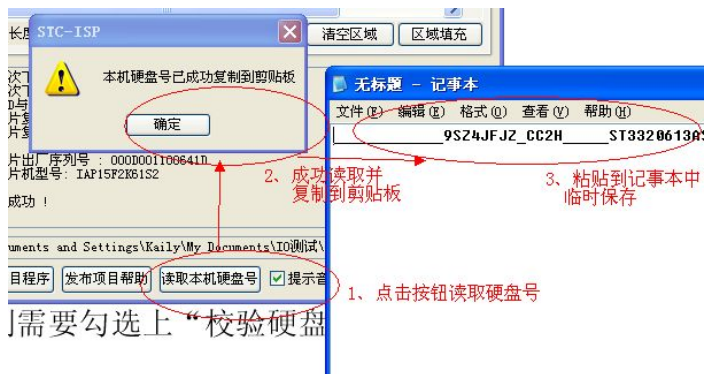 长度
STC-ISP
清空区域
区域填充
本机硬盘号已成功复制到剪贴板
确定
次下
次下
口与
片复
片复
片出厂序列号 : 000D001100641D
片机型号: IAP15F2K61S2
成功 !
uments and Settings\Kaily\My Documents\IO测试\
目程序
发布项目帮助
读取本机硬盘号
提示音
无标题 - 记事本
文件(F) 编辑(E) 格式(O) 查看(V) 帮助(H)
_____9SZ4JFJZ_CC2H_____ST3320613AS
2、成功读取并
复制到剪贴板
3、粘贴到记事本中
临时保存
1、点击按钮读取硬盘号
则需要勾选上“校验硬盘